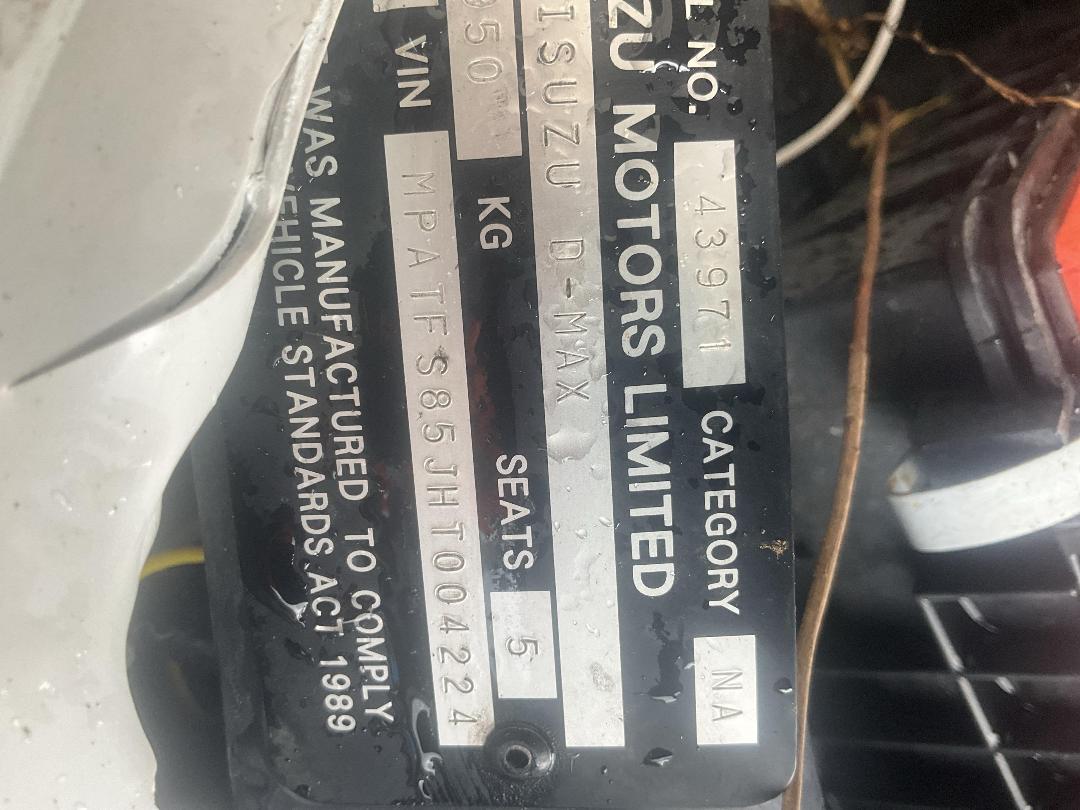 L NO. 43971 CATEGORY NA
ZU MOTORS LIMITED
ISUZU D-MAX
050 KG SEATS 5
VIN MPATFS85JHT004224
WAS MANUFACTURED TO COMPLY
VEHICLE STANDARDS ACT 1989